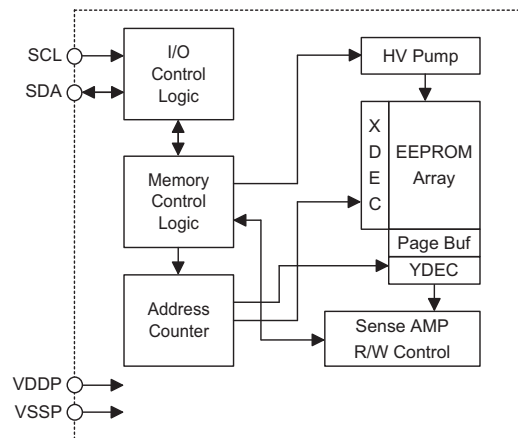 SCL
SDA
I/O
Control
Logic
HV Pump
X
D
E
C
EEPROM
Array
Memory
Control
Logic
Page Buf
YDEC
Address
Counter
Sense AMP
R/W Control
VDDP
VSSP